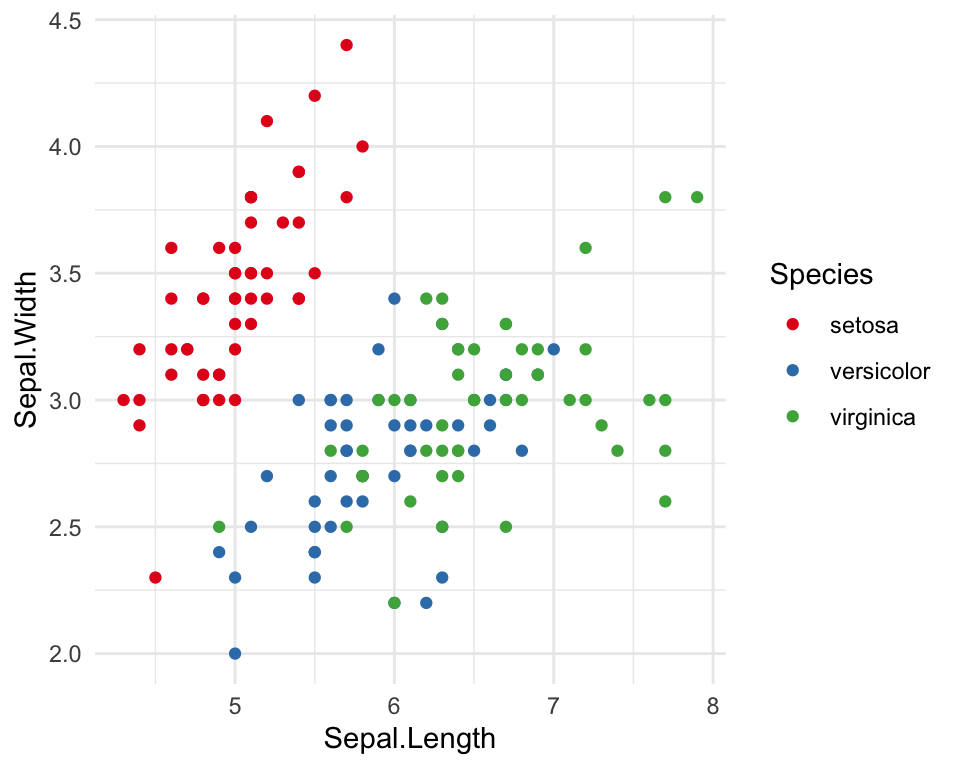 4.5
4.0
3.5
3.0
2.5
2.0
Sepal.Width
5 6 7 8
Sepal.Length
Species
setosa
versicolor
virginica